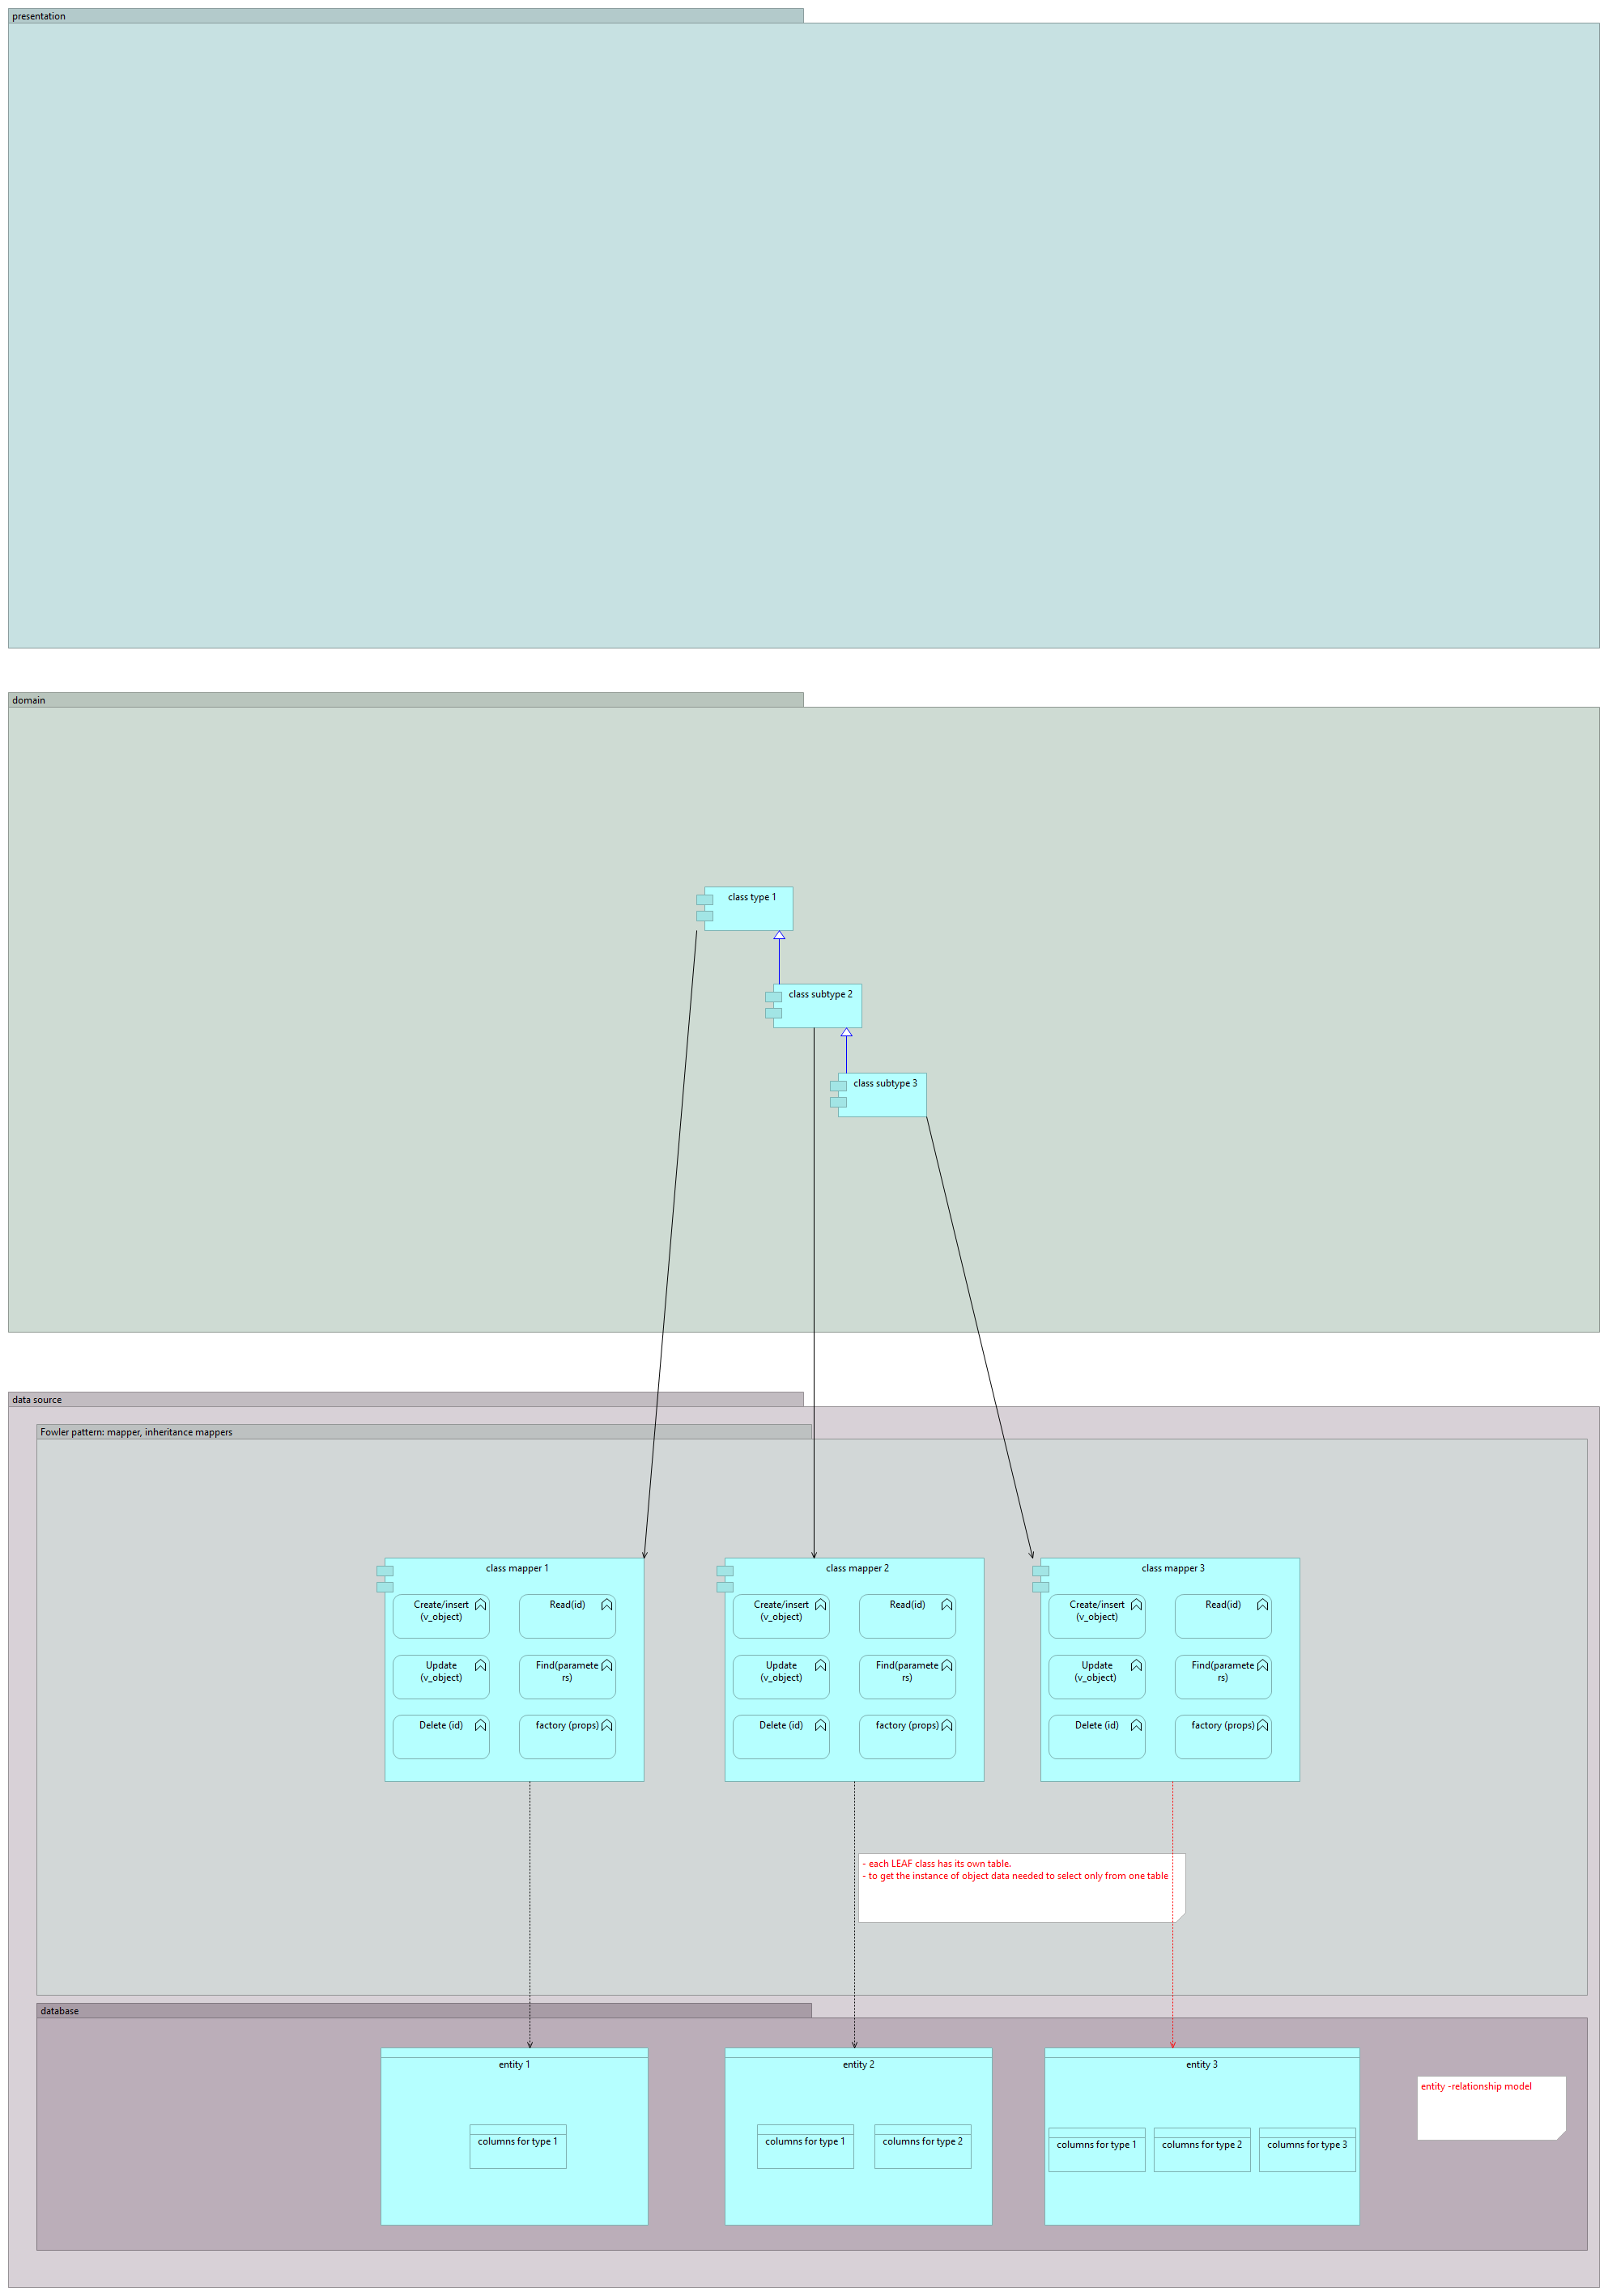 presentation
domain
class type 1
class subtype 2
class subtype 3
data source
Fowler pattern: mapper, inheritance mappers
class mapper 1
Create/insert
(v_object)
Read(id)
Update
(v_object)
Find(paramete
rs)
Delete (id)
factory (props)
class mapper 2
Create/insert
(v_object)
Read(id)
Update
(v_object)
Find(paramete
rs)
Delete (id)
factory (props)
class mapper 3
Create/insert
(v_object)
Read(id)
Update
(v_object)
Find(paramete
rs)
Delete (id)
factory (props)
- each LEAF class has its own table.
- to get the instance of object data needed to select only from one table
database
entity 1
columns for type 1
entity 2
columns for type 1
columns for type 2
entity 3
columns for type 1
columns for type 2
columns for type 3
entity -relationship model